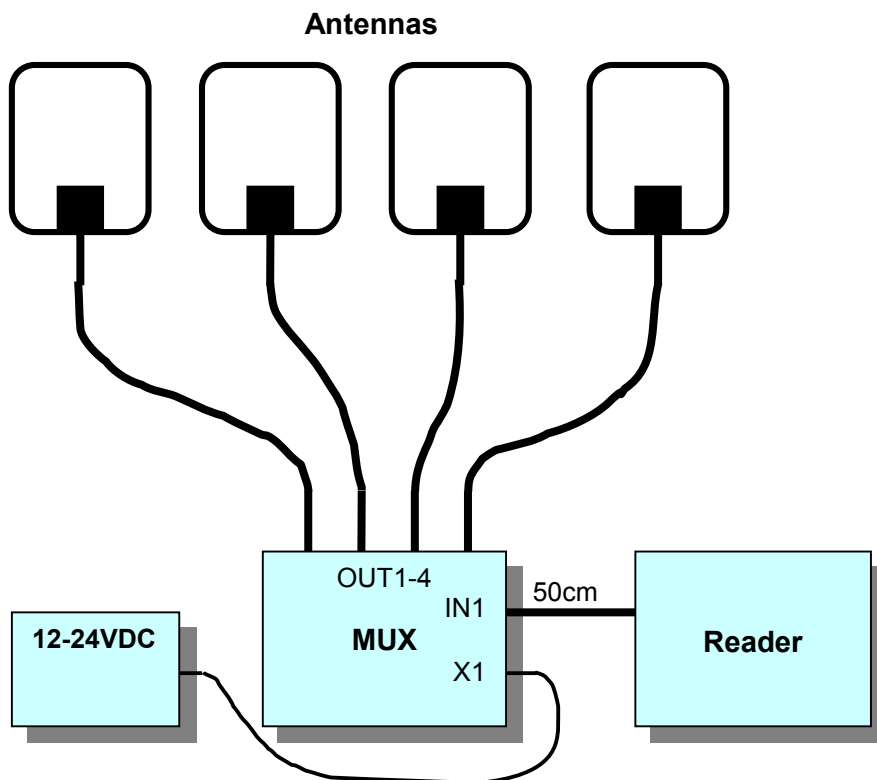 Antennas
OUT1-4
IN1
50cm
12-24VDC
MUX
Reader
X1